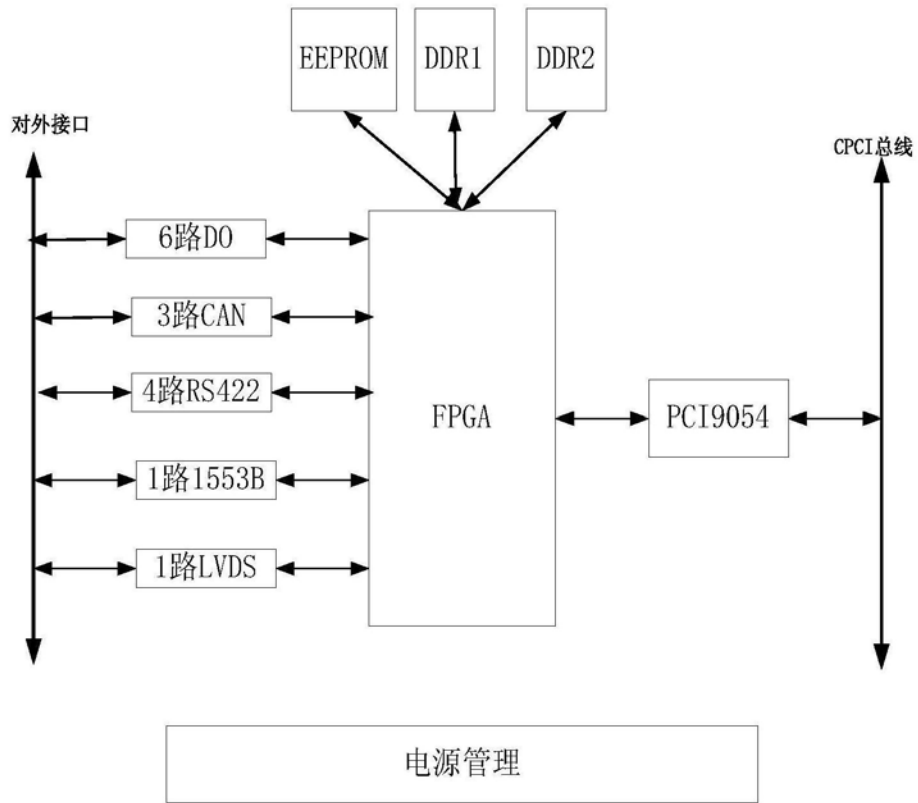 EEPROM
DDR1
DDR2
对外接口
CPCI总线
6路DO
3路CAN
4路RS422
FPGA
PCI9054
1路1553B
1路LVDS
电源管理